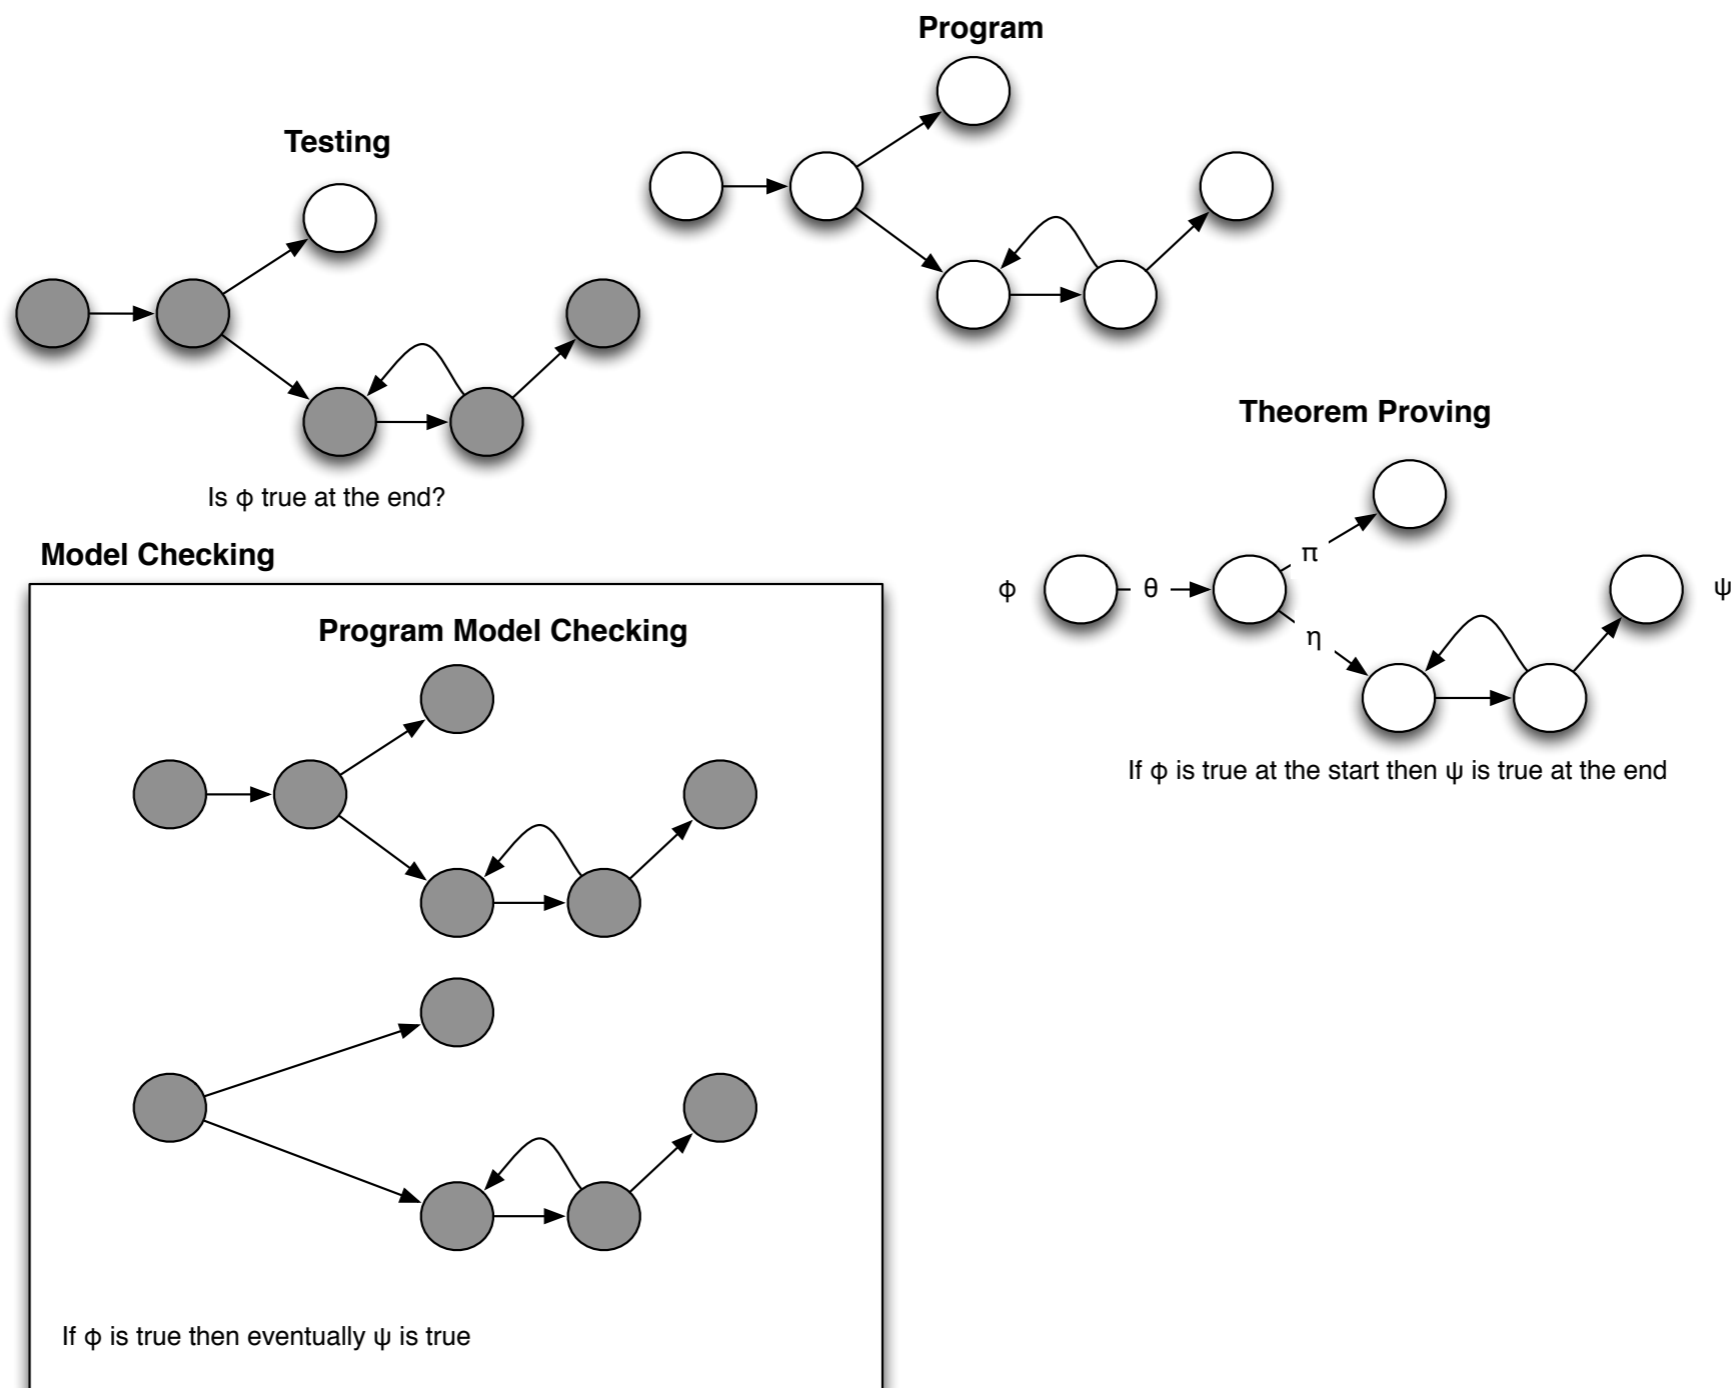 Program
Testing
Is φ true at the end?
Theorem Proving
π
φ θ ψ
η
If φ is true at the start then ψ is true at the end
Model Checking
Program Model Checking
If φ is true then eventually ψ is true